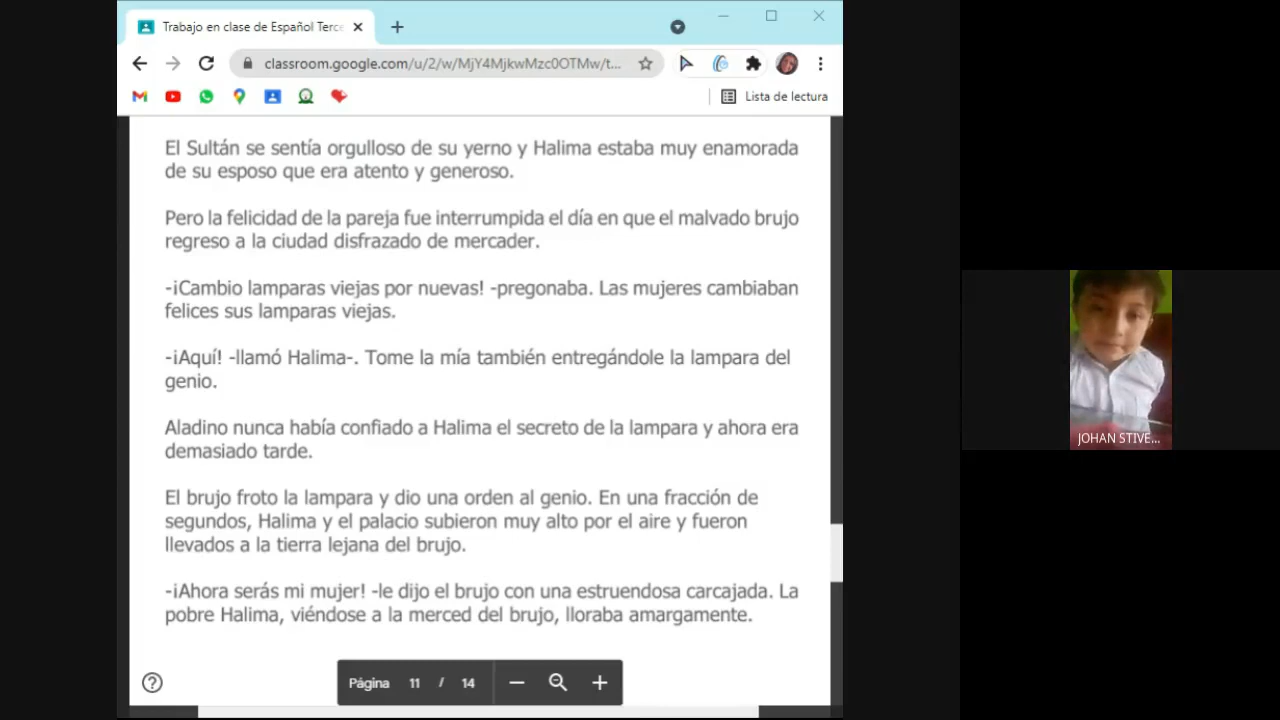 Trabajo en clase de Español Terce
classroom.google.com/u/2/w/MjY4MjkwMzc0OTMw/t...
Lista de lectura
El Sultán se sentía orgulloso de su yerno y Halima estaba muy enamorada
de su esposo que era atento y generoso.
Pero la felicidad de la pareja fue interrumpida el día en que el malvado brujo
regreso a la ciudad disfrazado de mercader.
-¡Cambio lamparas viejas por nuevas! -pregonaba. Las mujeres cambiaban
felices sus lamparas viejas.
-¡Aquí! -llamó Halima-. Tome la mía también entregándole la lampara del
genio.
Aladino nunca había confiado a Halima el secreto de la lampara y ahora era
demasiado tarde.
El brujo froto la lampara y dio una orden al genio. En una fracción de
segundos, Halima y el palacio subieron muy alto por el aire y fueron
llevados a la tierra lejana del brujo.
-¡Ahora serás mi mujer! -le dijo el brujo con una estruendosa carcajada. La
pobre Halima, viéndose a la merced del brujo, lloraba amargamente.
Página 11 / 14
JOHAN STIVE...